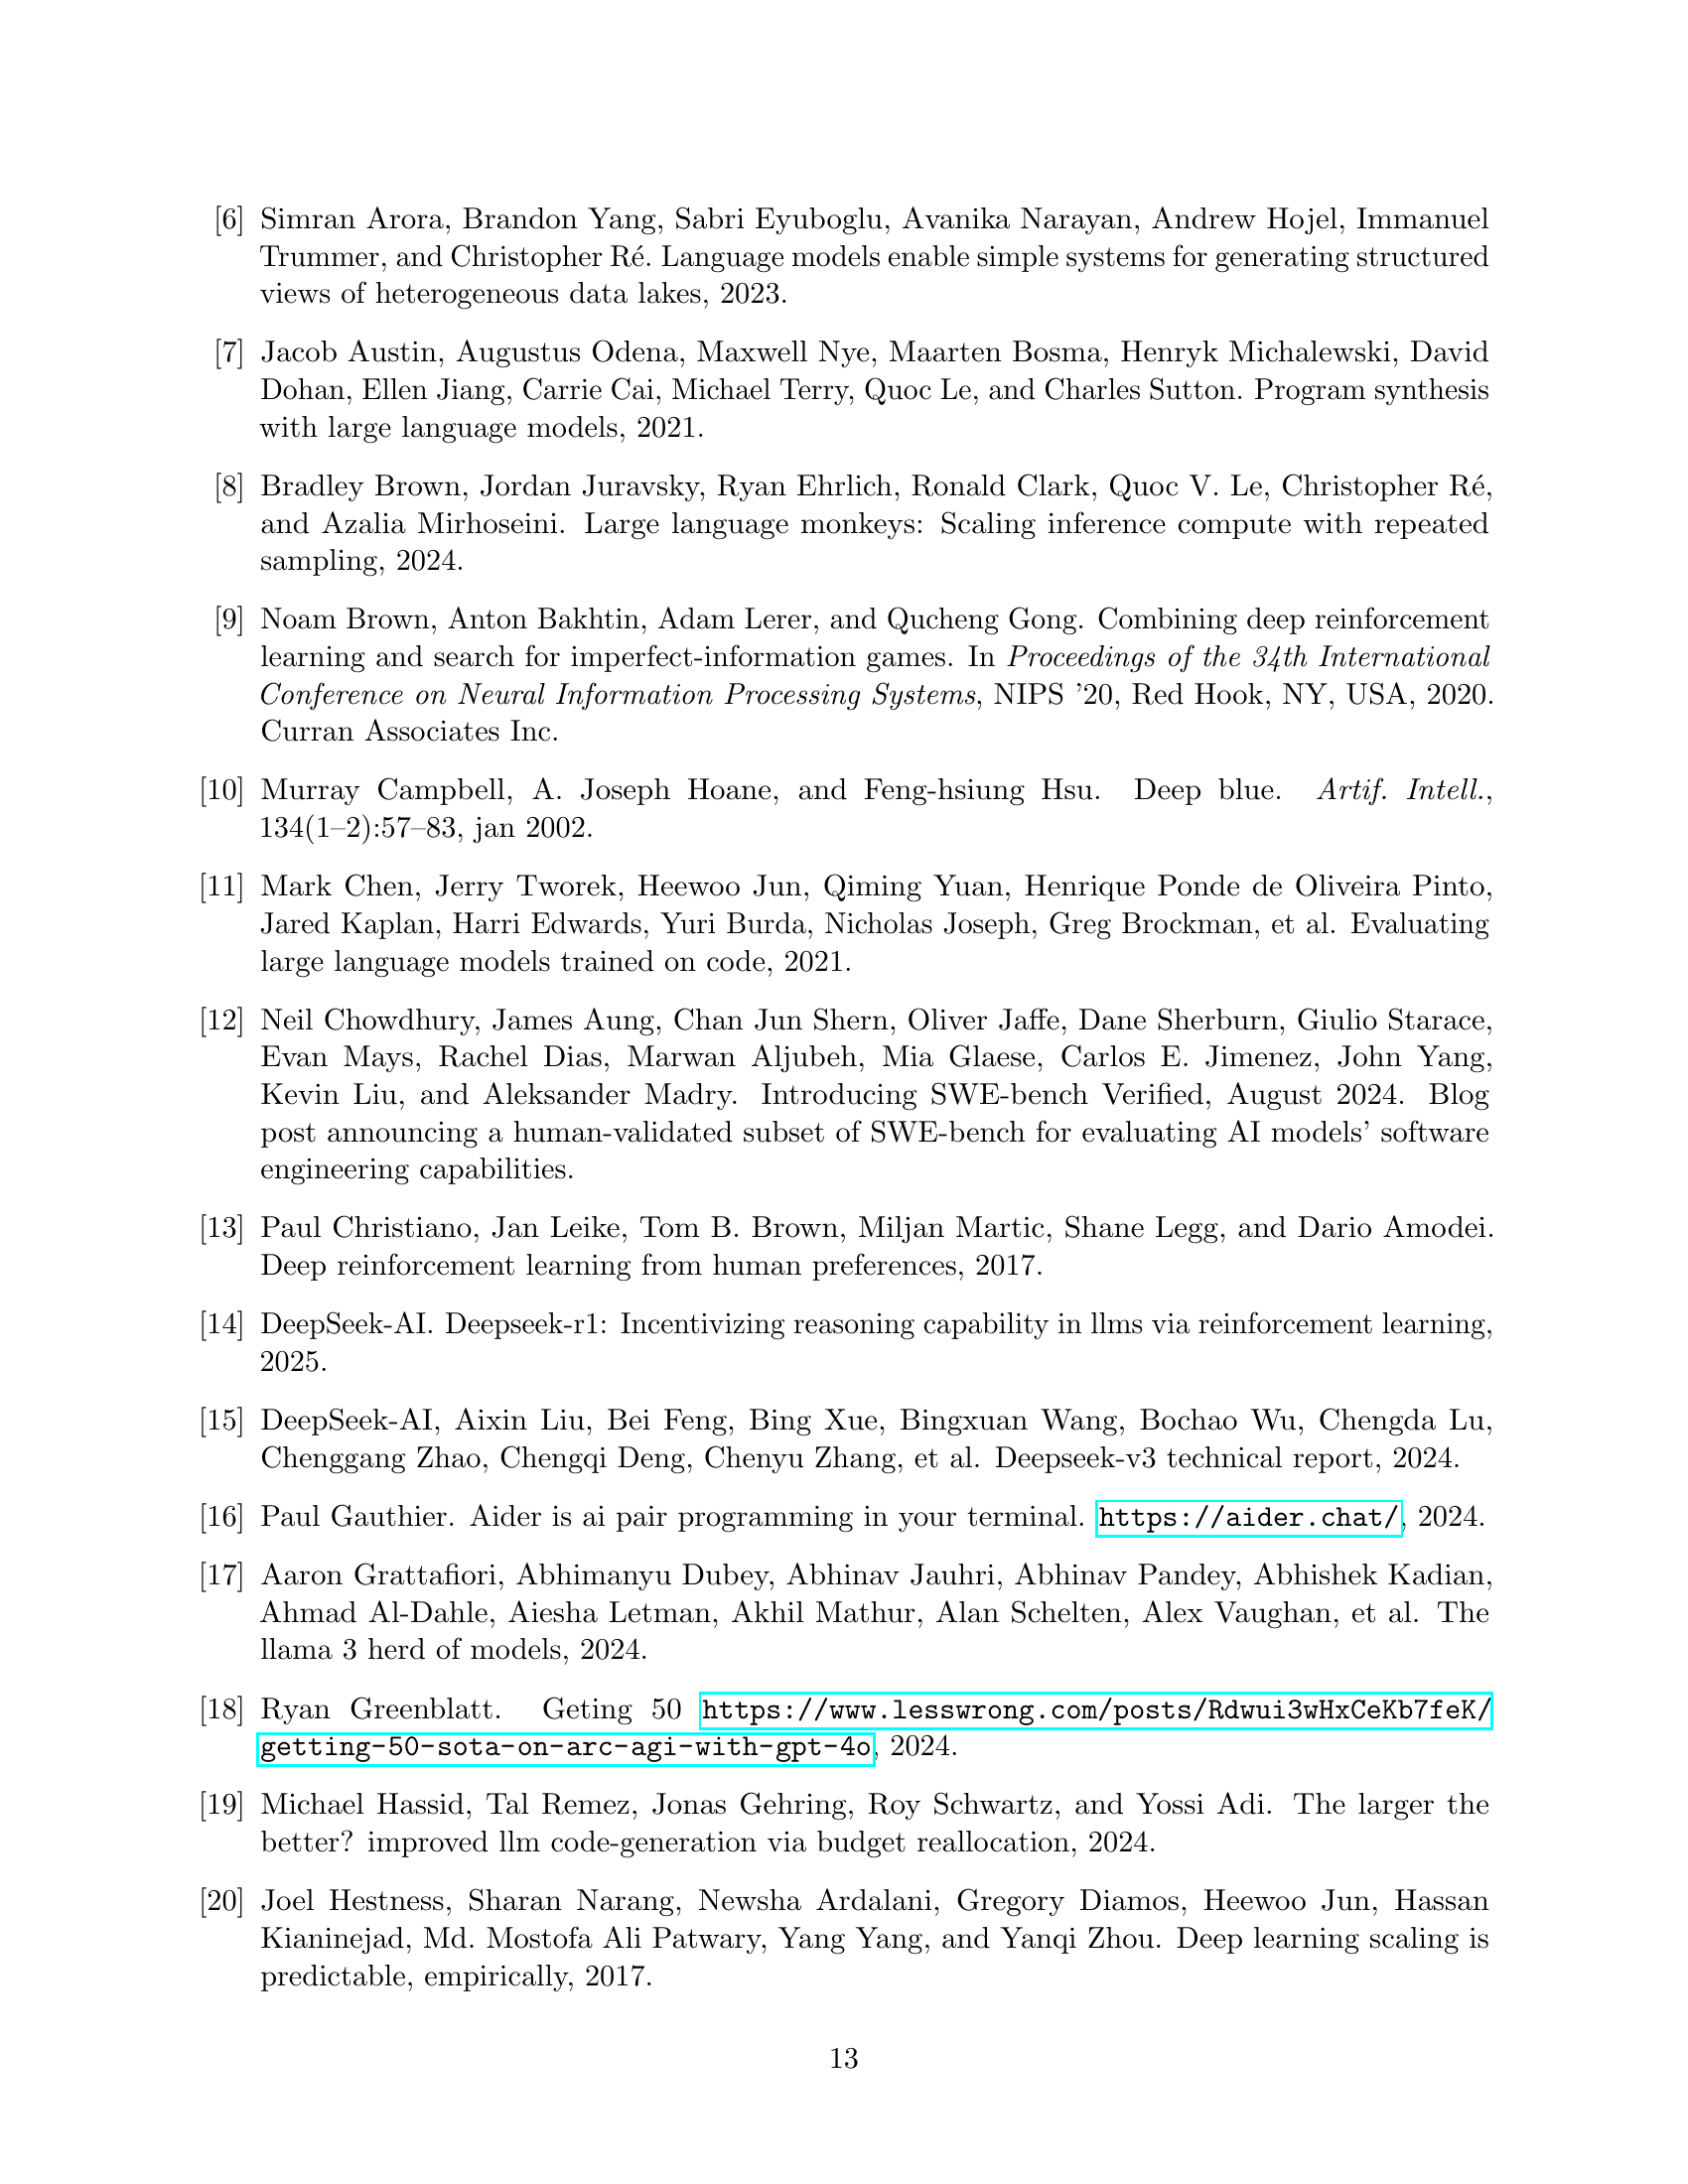 [6] Simran Arora, Brandon Yang, Sabri Eyuboglu, Avanika Narayan, Andrew Hojel, Immanuel
Trummer, and Christopher Ré. Language models enable simple systems for generating structured
views of heterogeneous data lakes, 2023.
[7] Jacob Austin, Augustus Odena, Maxwell Nye, Maarten Bosma, Henryk Michalewski, David
Dohan, Ellen Jiang, Carrie Cai, Michael Terry, Quoc Le, and Charles Sutton. Program synthesis
with large language models, 2021.
[8] Bradley Brown, Jordan Juravsky, Ryan Ehrlich, Ronald Clark, Quoc V. Le, Christopher Ré,
and Azalia Mirhoseini. Large language monkeys: Scaling inference compute with repeated
sampling, 2024.
[9] Noam Brown, Anton Bakhtin, Adam Lerer, and Qucheng Gong. Combining deep reinforcement
learning and search for imperfect-information games. In Proceedings of the 34th International
Conference on Neural Information Processing Systems, NIPS ’20, Red Hook, NY, USA, 2020.
Curran Associates Inc.
[10] Murray Campbell, A. Joseph Hoane, and Feng-hsiung Hsu. Deep blue. Artif. Intell.,
134(1–2):57–83, jan 2002.
[11] Mark Chen, Jerry Tworek, Heewoo Jun, Qiming Yuan, Henrique Ponde de Oliveira Pinto,
Jared Kaplan, Harri Edwards, Yuri Burda, Nicholas Joseph, Greg Brockman, et al. Evaluating
large language models trained on code, 2021.
[12] Neil Chowdhury, James Aung, Chan Jun Shern, Oliver Jaffe, Dane Sherburn, Giulio Starace,
Evan Mays, Rachel Dias, Marwan Aljubeh, Mia Glaese, Carlos E. Jimenez, John Yang,
Kevin Liu, and Aleksander Madry. Introducing SWE-bench Verified, August 2024. Blog
post announcing a human-validated subset of SWE-bench for evaluating AI models’ software
engineering capabilities.
[13] Paul Christiano, Jan Leike, Tom B. Brown, Miljan Martic, Shane Legg, and Dario Amodei.
Deep reinforcement learning from human preferences, 2017.
[14] DeepSeek-AI. Deepseek-r1: Incentivizing reasoning capability in llms via reinforcement learning,
2025.
[15] DeepSeek-AI, Aixin Liu, Bei Feng, Bing Xue, Bingxuan Wang, Bochao Wu, Chengda Lu,
Chenggang Zhao, Chengqi Deng, Chenyu Zhang, et al. Deepseek-v3 technical report, 2024.
[16] Paul Gauthier. Aider is ai pair programming in your terminal. https://aider.chat/, 2024.
[17] Aaron Grattafiori, Abhimanyu Dubey, Abhinav Jauhri, Abhinav Pandey, Abhishek Kadian,
Ahmad Al-Dahle, Aiesha Letman, Akhil Mathur, Alan Schelten, Alex Vaughan, et al. The
llama 3 herd of models, 2024.
[18] Ryan Greenblatt. Geting 50 https://www.lesswrong.com/posts/Rdwui3wHxCeKb7feK/
getting-50-sota-on-arc-agi-with-gpt-4o, 2024.
[19] Michael Hassid, Tal Remez, Jonas Gehring, Roy Schwartz, and Yossi Adi. The larger the
better? improved llm code-generation via budget reallocation, 2024.
[20] Joel Hestness, Sharan Narang, Newsha Ardalani, Gregory Diamos, Heewoo Jun, Hassan
Kianinejad, Md. Mostofa Ali Patwary, Yang Yang, and Yanqi Zhou. Deep learning scaling is
predictable, empirically, 2017.
13